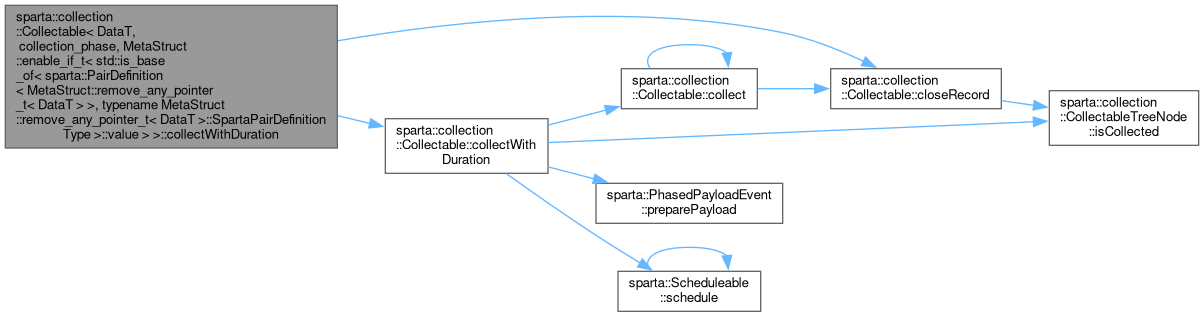 sparta::collection
::Collectable< DataT,
collection_phase, MetaStruct
::enable_if_t< std::is_base
_of< sparta::PairDefinition
< MetaStruct::remove_any_pointer
_t< DataT > >, typename MetaStruct
::remove_any_pointer_t< DataT >::SpartaPairDefinition
Type >::value > >::collectWithDuration
sparta::collection
::Collectable::collectWith
Duration
sparta::collection
::Collectable::collect
sparta::collection
::Collectable::closeRecord
sparta::collection
::CollectableTreeNode
::isCollected
sparta::PhasedPayloadEvent
::preparePayload
sparta::Scheduleable
::schedule